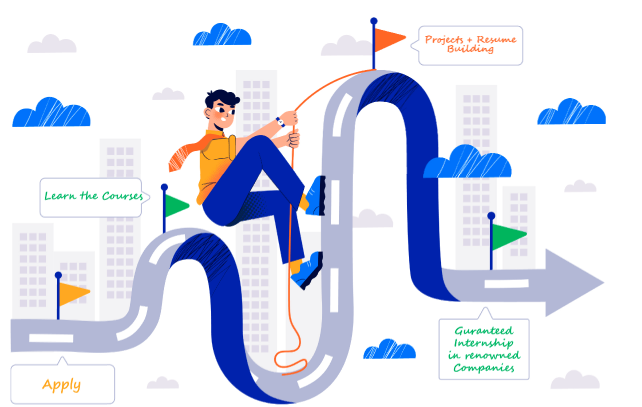 Projects + Resume
Building
Learn the Courses
Apply
Guranteed
Internship
in renowned
Companies